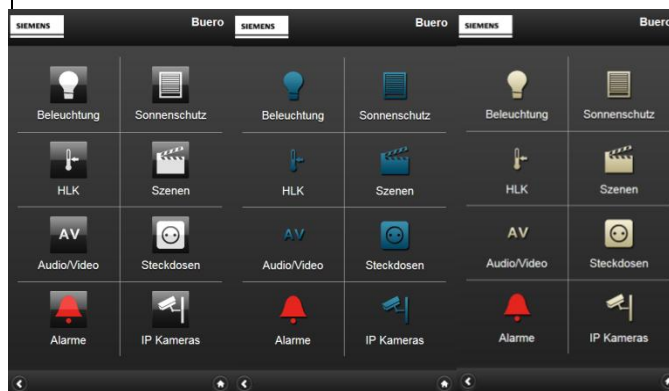 SIEMENS Buero
Beleuchtung Sonnenschutz
HLK Szenen
AV
Audio/Video Steckdosen
Alarme IP Kameras
SIEMENS Buero
Beleuchtung Sonnenschutz
HLK Szenen
AV
Audio/Video Steckdosen
Alarme IP Kameras
SIEMENS Buero
Beleuchtung Sonnenschutz
HLK Szenen
AV
Audio/Video Steckdosen
Alarme IP Kameras